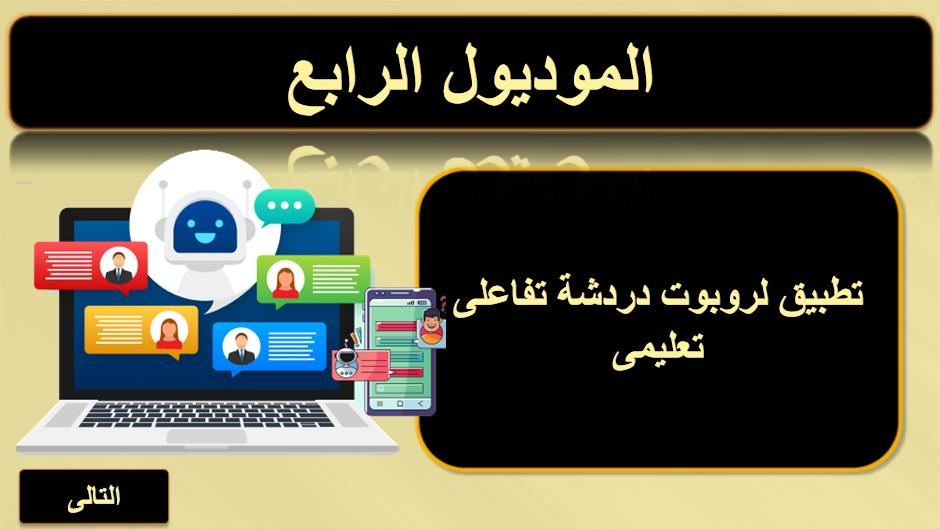 الموديول الرابع
تطبيق لروبوت دردشة تفاعلى
تعليمى
التالى